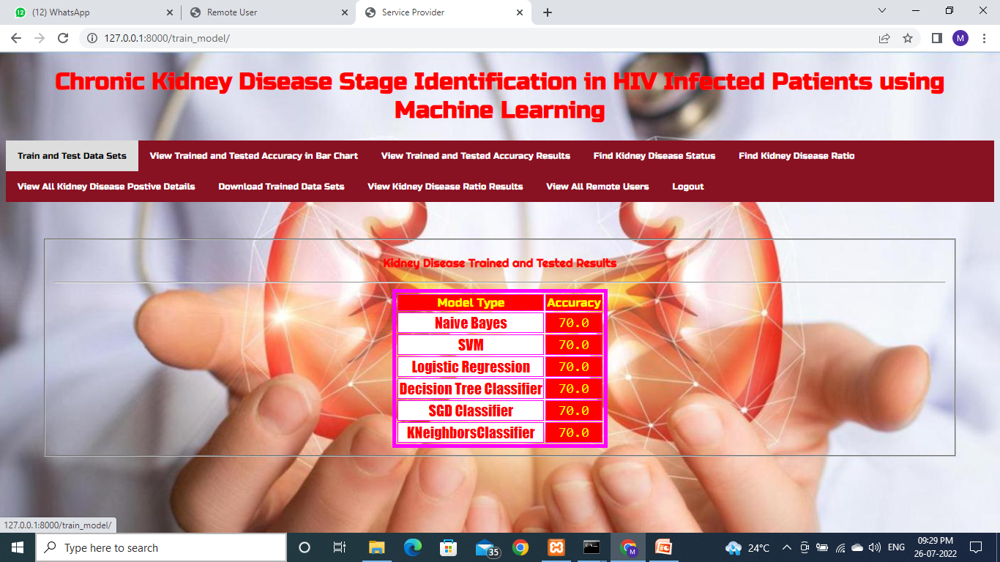 12 (12) WhatsApp
Remote User
Service Provider
127.0.0.1:8000/train_model/
M
Chronic Kidney Disease Stage Identification in HIV Infected Patients using
Machine Learning
Train and Test Data Sets View Trained and Tested Accuracy in Bar Chart View Trained and Tested Accuracy Results Find Kidney Disease Status Find Kidney Disease Ratio
View All Kidney Disease Postive Details Download Trained Data Sets View Kidney Disease Ratio Results View All Remote Users Logout
Kidney Disease Trained and Tested Results
Model Type Accuracy
Naive Bayes 70.0
SVM 70.0
Logistic Regression 70.0
Decision Tree Classifier 70.0
SGD Classifier 70.0
KNeighborsClassifier 70.0
127.0.0.1:8000/train_model/
Type here to search
35
M
24°C
ENG
09:29 PM
26-07-2022